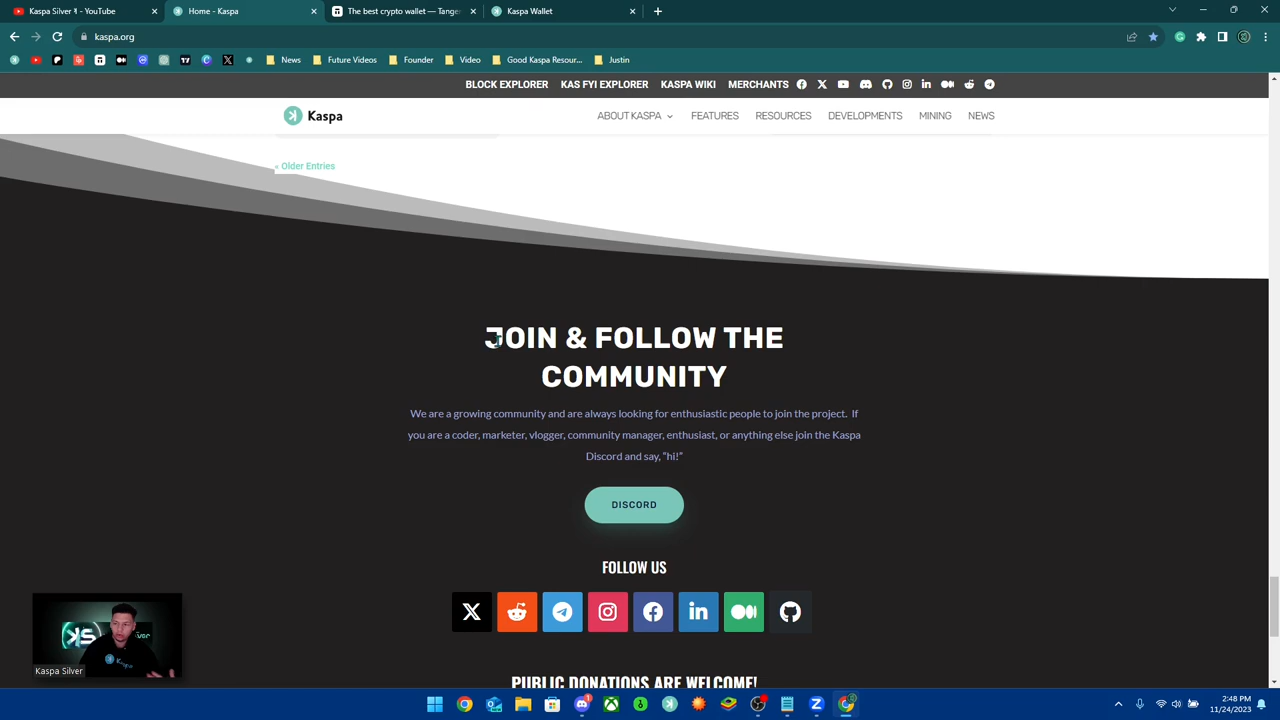 Kaspa Silver
- YouTube
Home - Kaspa
The best crypto wallet — Tange
Kaspa Wallet
kaspa.org
News
Future Videos
Founder
Video
Good Kaspa Resour...
Justin
BLOCK EXPLORER
KAS FYI EXPLORER
KASPA WIKI
MERCHANTS
Kaspa
ABOUT KASPA
FEATURES
RESOURCES
DEVELOPMENTS
MINING
NEWS
« Older Entries
JOIN & FOLLOW THE
COMMUNITY
We are a growing community and are always looking for enthusiastic people to join the project. If
you are a coder, marketer, vlogger, community manager, enthusiast, or anything else join the Kaspa
Discord and say, “hi!”
DISCORD
FOLLOW US
PUBLIC DONATIONS ARE WELCOME!
Kaspa Silver
2:48 PM
11/24/2023